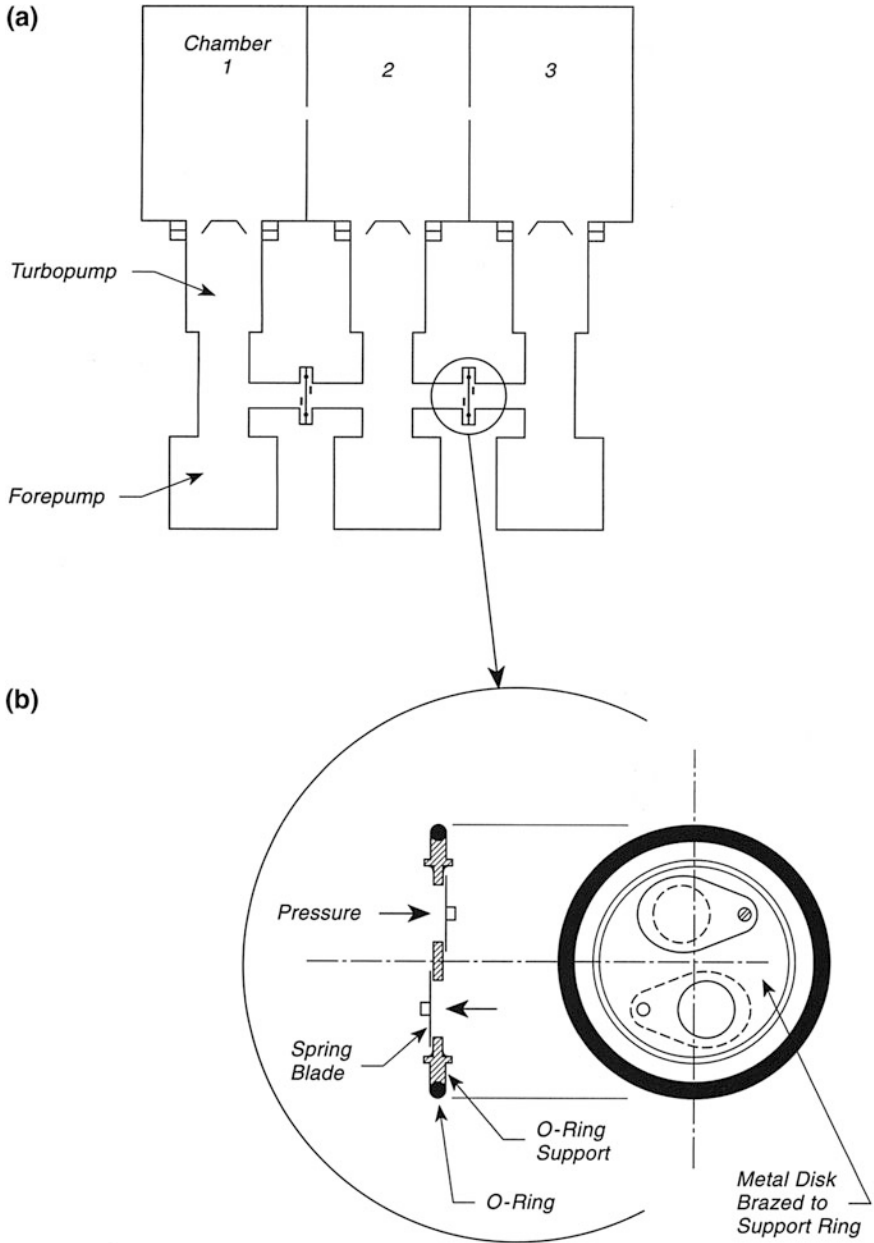 (a)
Chamber
1
2
3
Turbopump
Forepump
(b)
Pressure
Spring
Blade
O-Ring
Support
O-Ring
Metal Disk
Brazed to
Support Ring